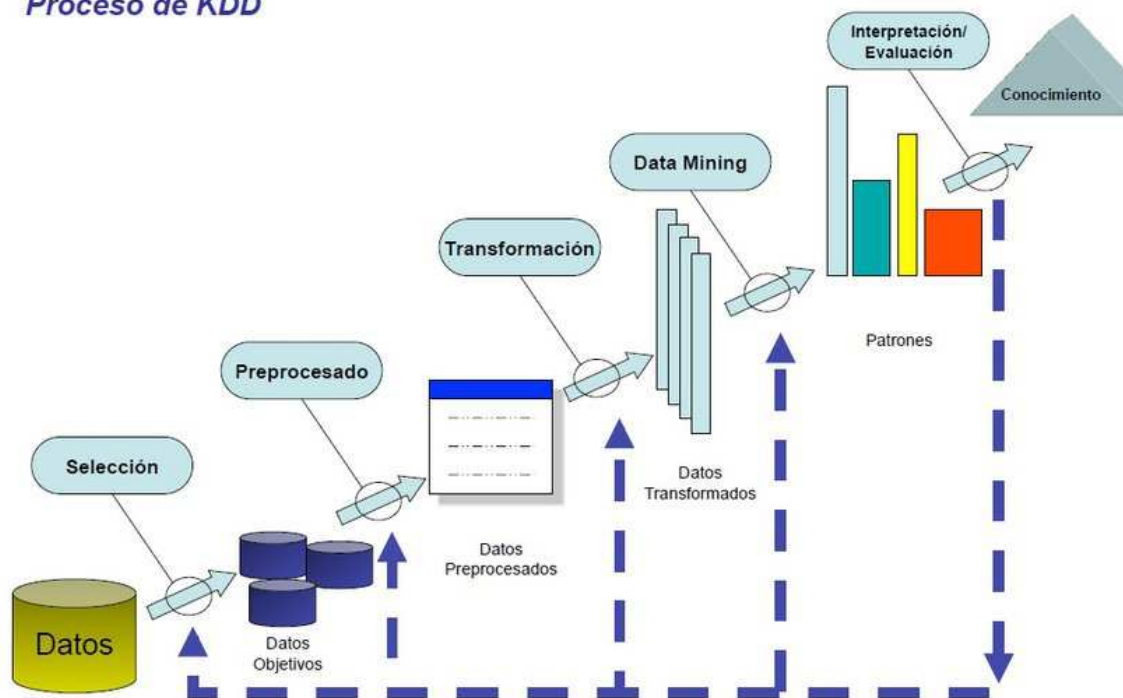 Proceso de KDD
Interpretación/
Evaluación
Conocimiento
Data Mining
Transformación
Patrones
Preprocesado
Datos
Transformados
Selección
Datos
Preprocesados
Datos
Datos
Objetivos